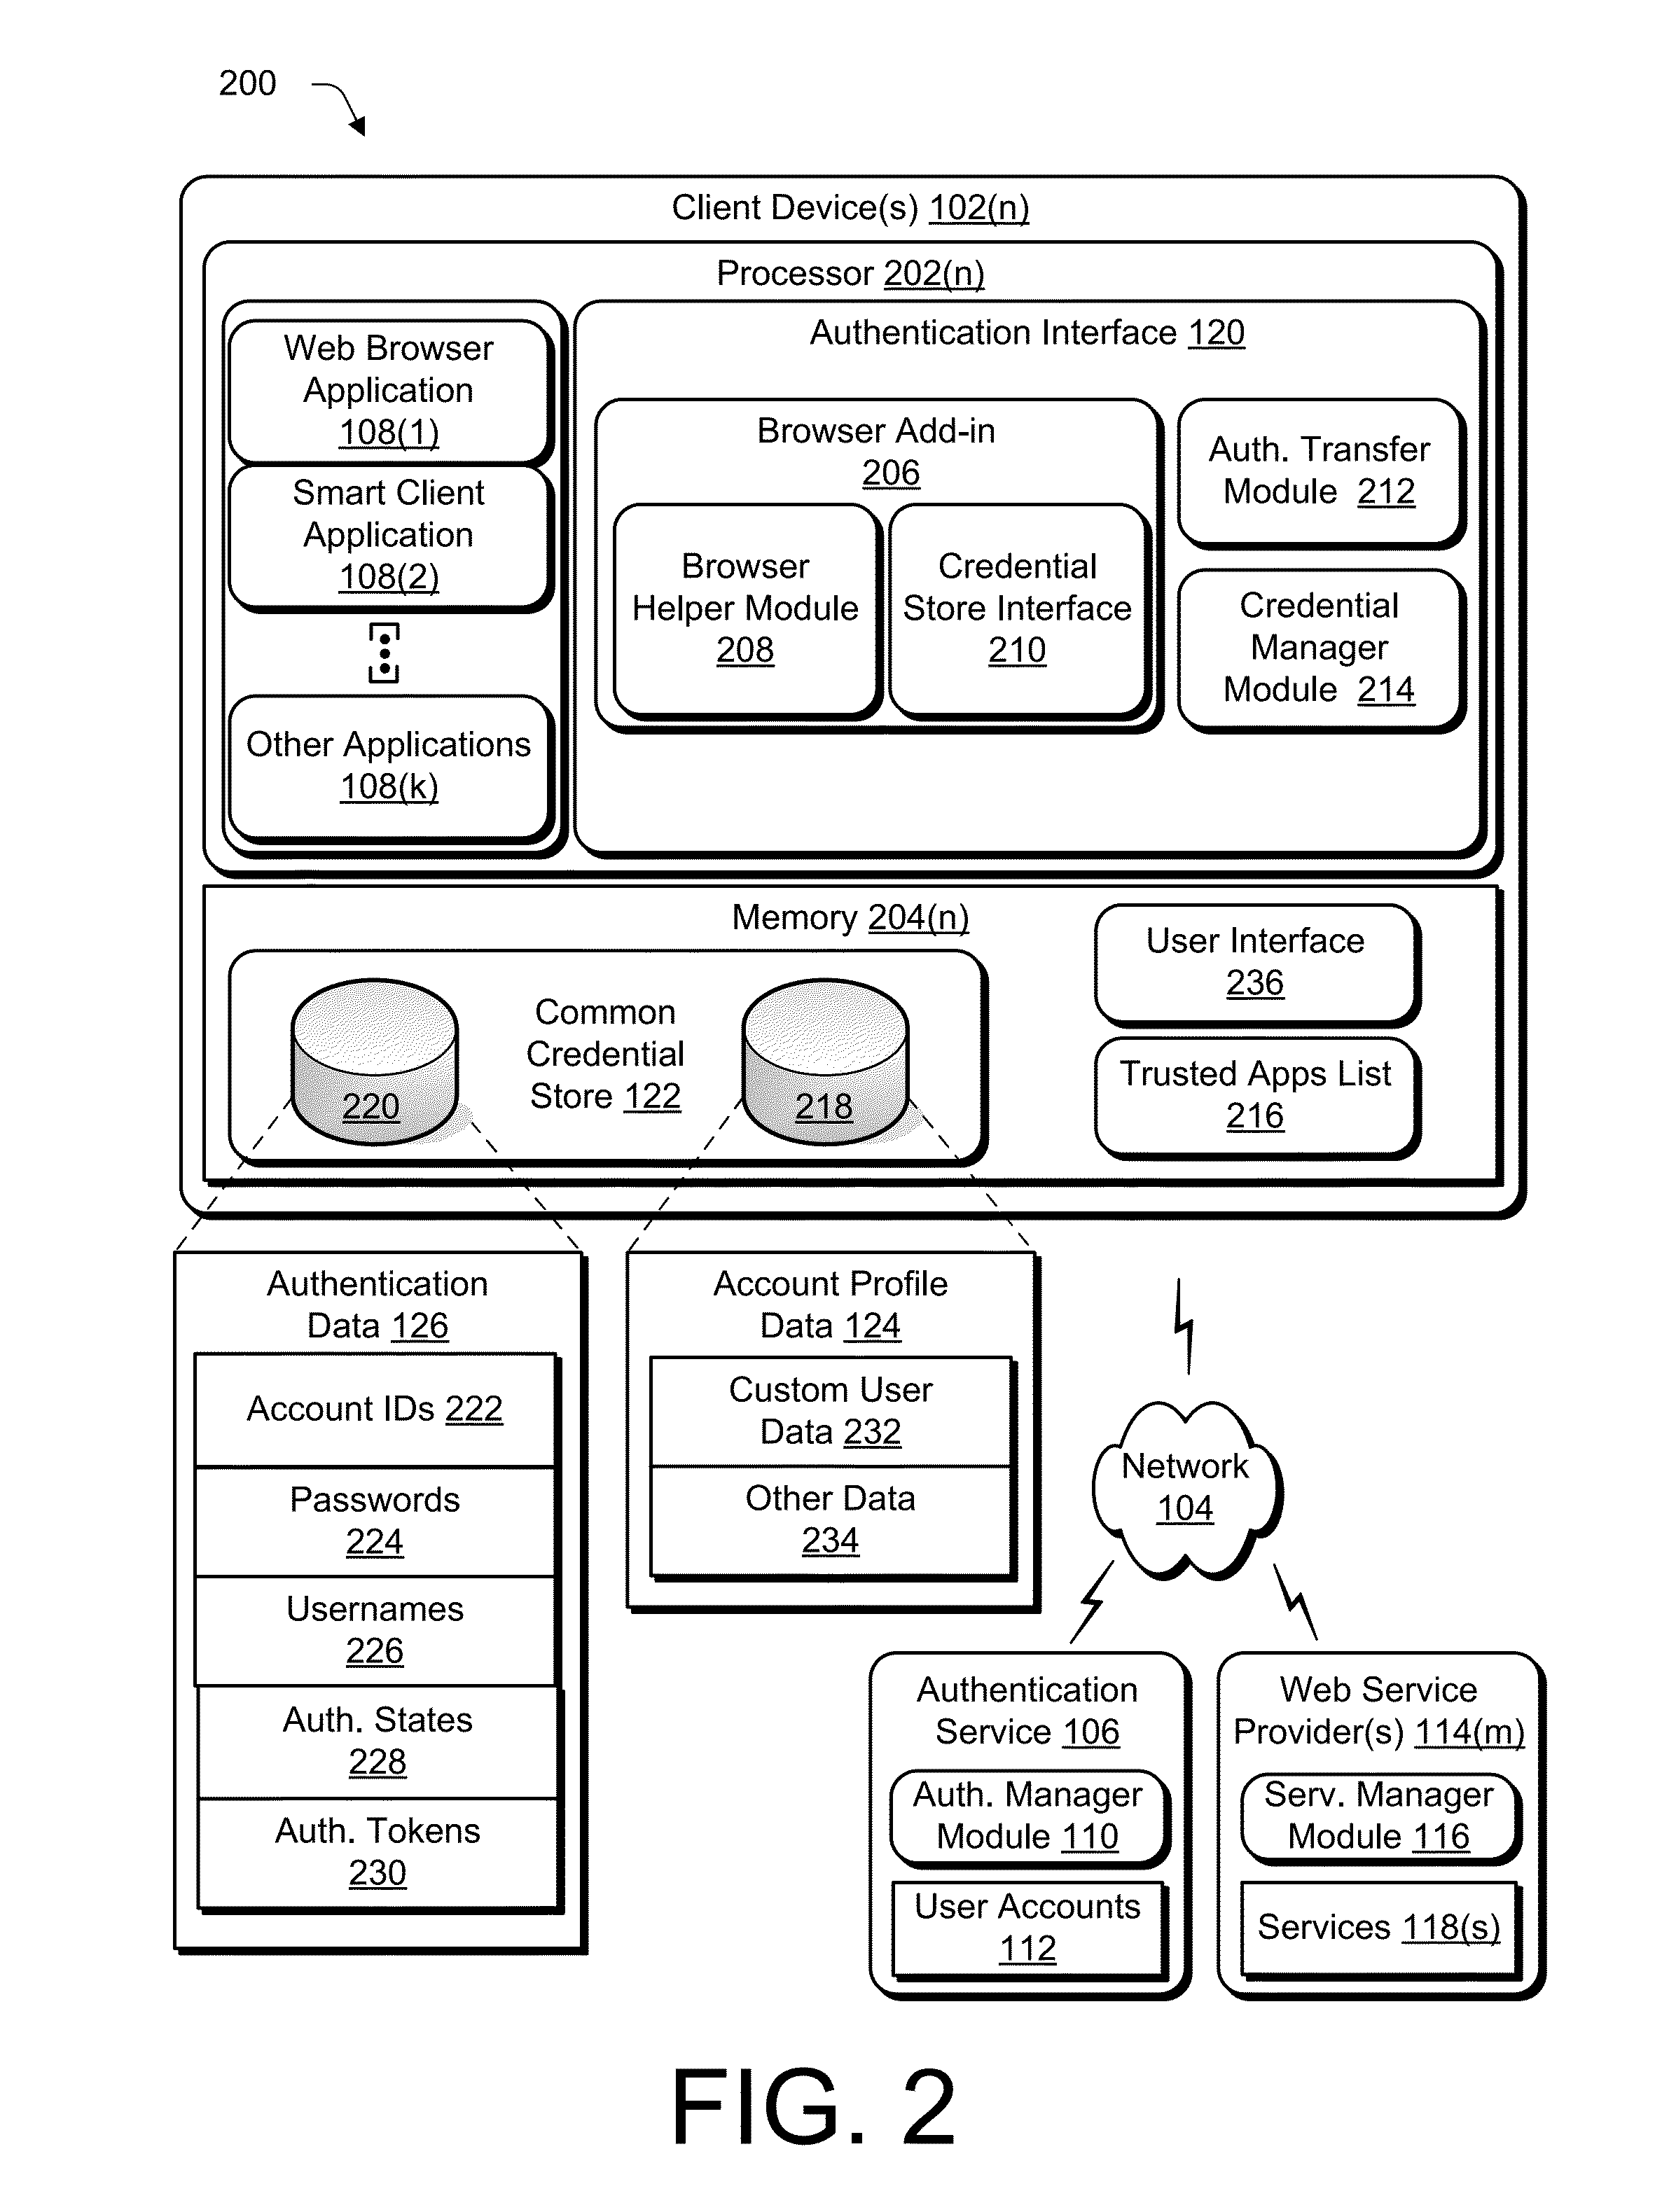 200
Client Device(s) 102(n)
Processor 202(n)
Web Browser
Application
108(1)
Smart Client
Application
108(2)
Other Applications
108(k)
Authentication Interface 120
Browser Add-in
206
Browser
Helper Module
208
Credential
Store Interface
210
Auth. Transfer
Module 212
Credential
Manager
Module 214
Memory 204(n)
220
Common
Credential
Store 122
218
User Interface
236
Trusted Apps List
216
Authentication
Data 126
Account IDs 222
Passwords
224
Usernames
226
Auth. States
228
Auth. Tokens
230
Account Profile
Data 124
Custom User
Data 232
Other Data
234
Network
104
Authentication
Service 106
Auth. Manager
Module 110
User Accounts
112
Web Service
Provider(s) 114(m)
Serv. Manager
Module 116
Services 118(s)
FIG. 2